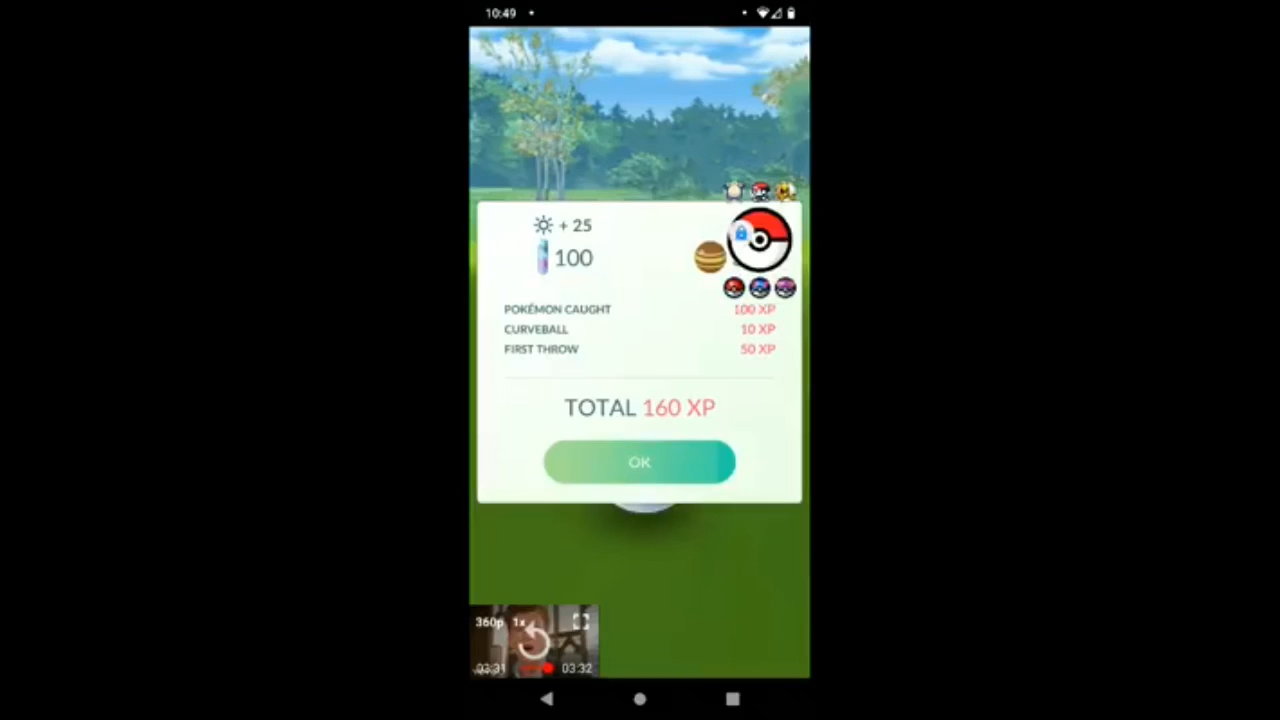 10:49
+ 25
100
POKÉMON CAUGHT 100 XP
CURVEBALL 10 XP
FIRST THROW 50 XP
TOTAL 160 XP
OK
360p 1x
03:31 03:32